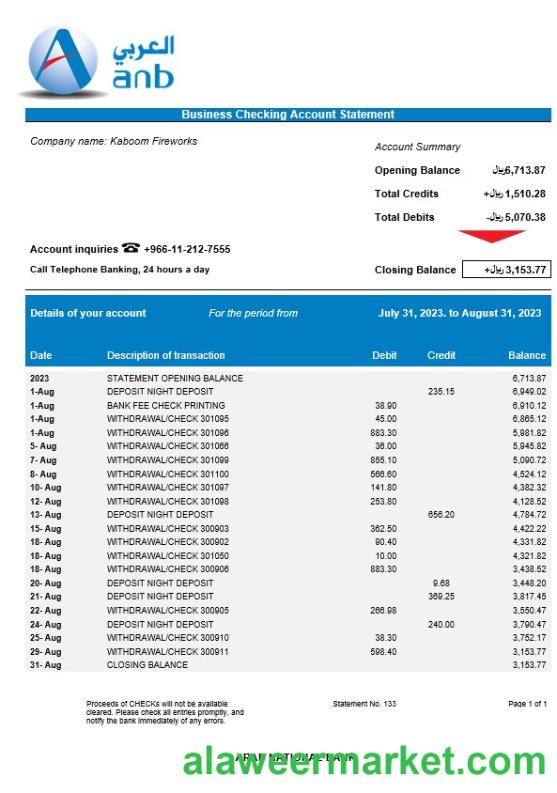 العربي
anb
Business Checking Account Statement
Company name: Kaboom Fireworks
Account Summary
Opening Balance ﷼6,713.87
Total Credits +﷼1,510.28
Total Debits -﷼5,070.38
Account inquiries ☎ +966-11-212-7555
Call Telephone Banking, 24 hours a day
Closing Balance +﷼3,153.77
Details of your account For the period from July 31, 2023. to August 31, 2023
Date Description of transaction Debit Credit Balance
2023 STATEMENT OPENING BALANCE 6,713.87
1-Aug DEPOSIT NIGHT DEPOSIT 235.15 6,949.02
1-Aug BANK FEE CHECK PRINTING 38.90 6,910.12
1-Aug WITHDRAWAL/CHECK 301095 45.00 6,865.12
1-Aug WITHDRAWAL/CHECK 301096 883.30 5,981.82
5- Aug WITHDRAWAL/CHECK 301066 36.00 5,945.82
7- Aug WITHDRAWAL/CHECK 301099 855.10 5,090.72
8- Aug WITHDRAWAL/CHECK 301100 566.60 4,524.12
10- Aug WITHDRAWAL/CHECK 301097 141.80 4,382.32
12- Aug WITHDRAWAL/CHECK 301098 253.80 4,128.52
13- Aug DEPOSIT NIGHT DEPOSIT 656.20 4,784.72
15- Aug WITHDRAWAL/CHECK 300903 362.50 4,422.22
18- Aug WITHDRAWAL/CHECK 300902 90.40 4,331.82
18- Aug WITHDRAWAL/CHECK 301050 10.00 4,321.82
18- Aug WITHDRAWAL/CHECK 300906 883.30 3,438.52
20- Aug DEPOSIT NIGHT DEPOSIT 9.68 3,448.20
21- Aug DEPOSIT NIGHT DEPOSIT 369.25 3,817.45
22- Aug WITHDRAWAL/CHECK 300905 266.98 3,550.47
24- Aug DEPOSIT NIGHT DEPOSIT 240.00 3,790.47
25- Aug WITHDRAWAL/CHECK 300910 38.30 3,752.17
29- Aug WITHDRAWAL/CHECK 300911 598.40 3,153.77
31- Aug CLOSING BALANCE 3,153.77
Proceeds of CHECKs will not be available
cleared. Please check all entries promptly, and
notify the bank immediately of any errors.
Statement No. 133
Page 1 of 1
ARAB NATIONAL BANK
alaweermarket.com